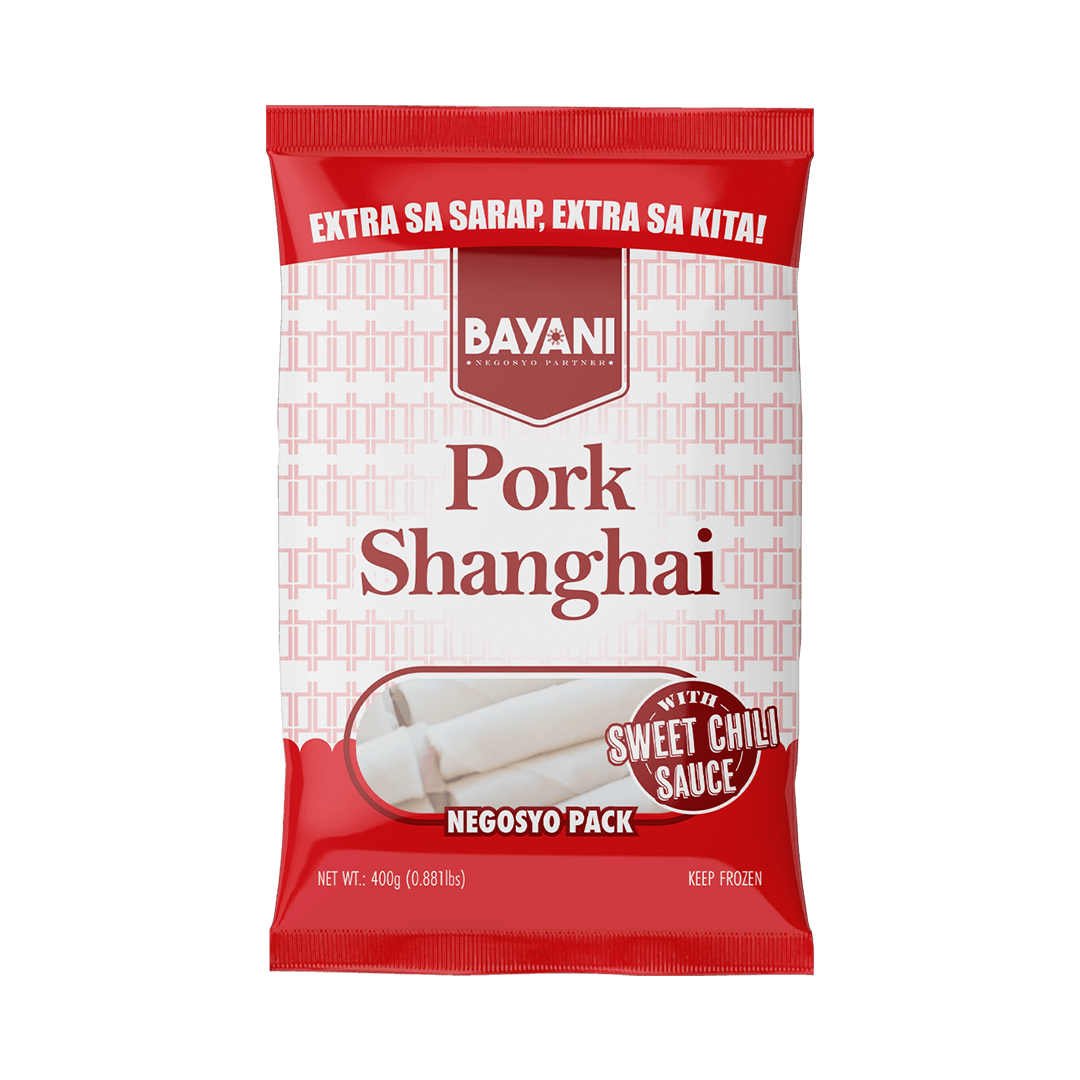 EXTRA SA SARAP, EXTRA SA KITA!
BAYANI
NEGOSYO PARTNER
Pork
Shanghai
WITH
SWEET CHILI
SAUCE
NEGOSYO PACK
NET WT.: 400g (0.881lbs)
KEEP FROZEN